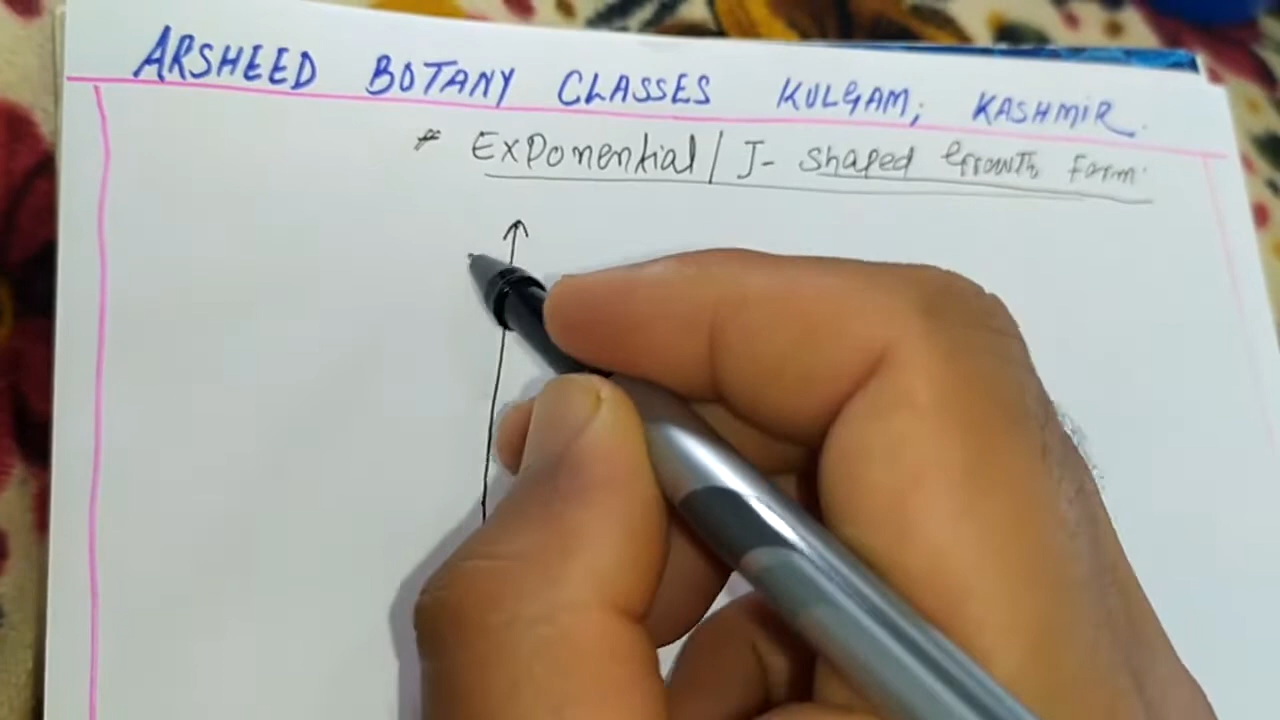 ARSHEED BOTANY CLASSES KULGAM, KASHMIR.
* Exponential / J- shaped Growth Form.